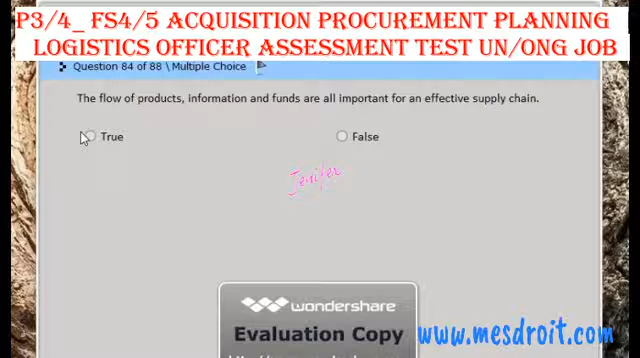 P3/4_ FS4/5 ACQUISITION PROCUREMENT PLANNING
LOGISTICS OFFICER ASSESSMENT TEST UN/ONG JOB
Question 84 of 88 \ Multiple Choice
The flow of products, information and funds are all important for an effective supply chain.
True
False
Jenifex
wondershare
Evaluation Copy
www.mesdroit.com